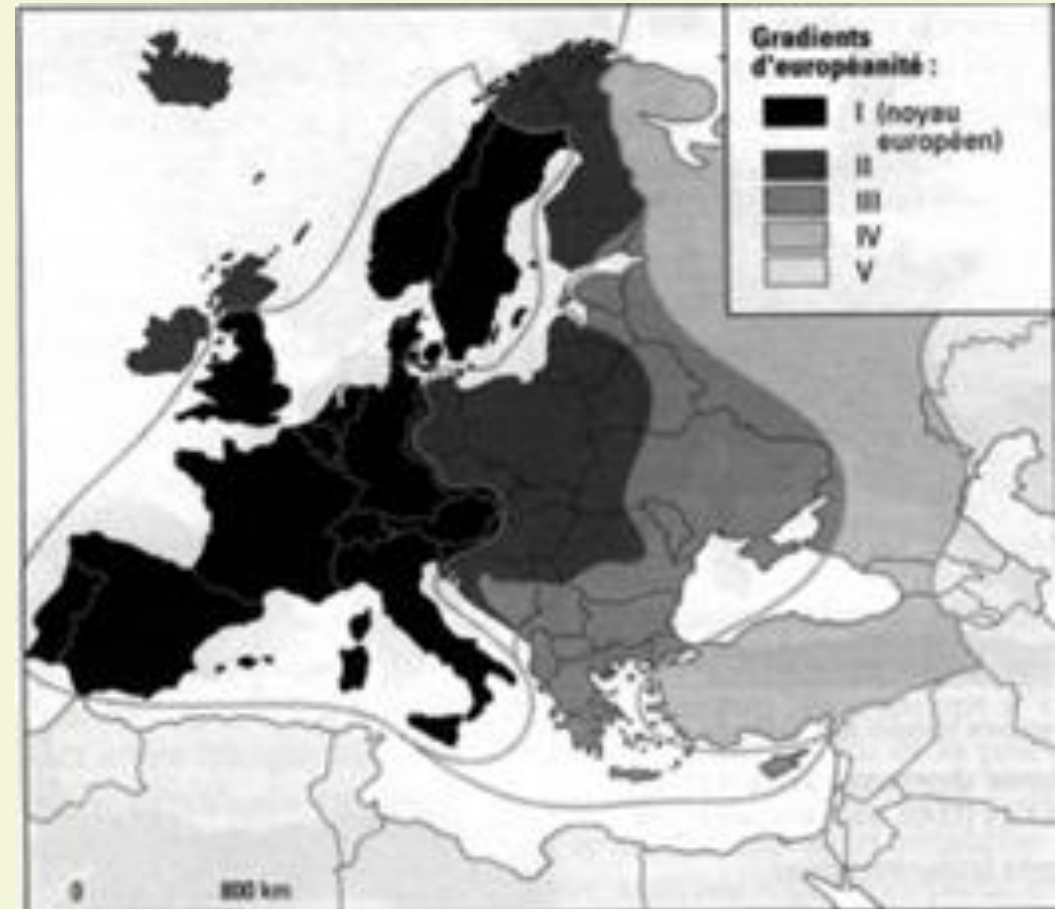 Gradients
d'européanité :
I (noyau
européen)
II
III
IV
V
0 800 km